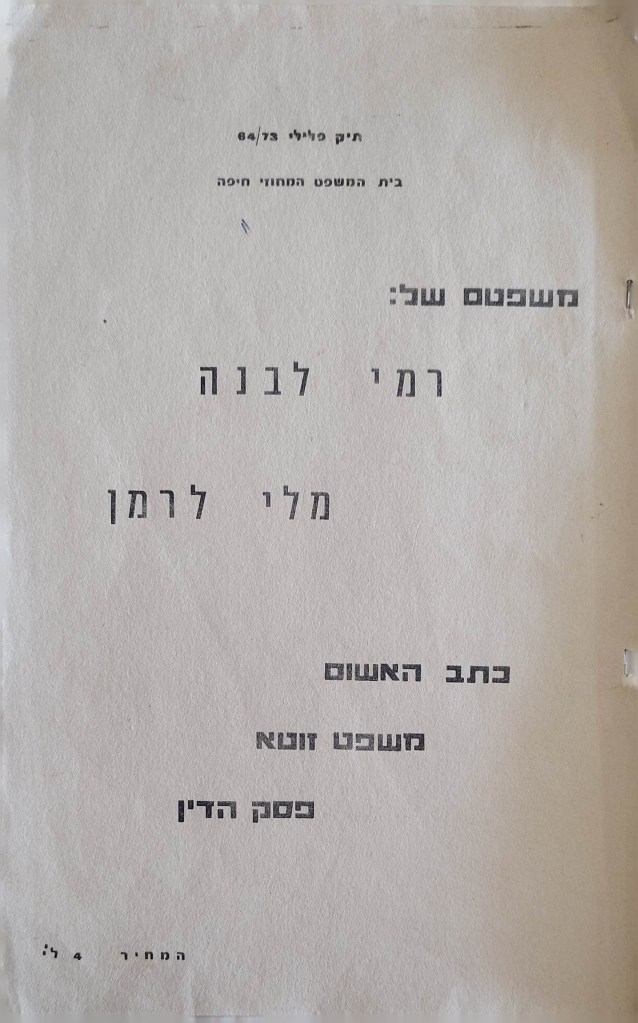 תיק פלילי 64/73
בית המשפט המחוזי חיפה
משפטם של:
רמי לבנה
מלי לרמן
כתב האשום
משפט זוטא
פסק הדין
המחיר 4 ל"י